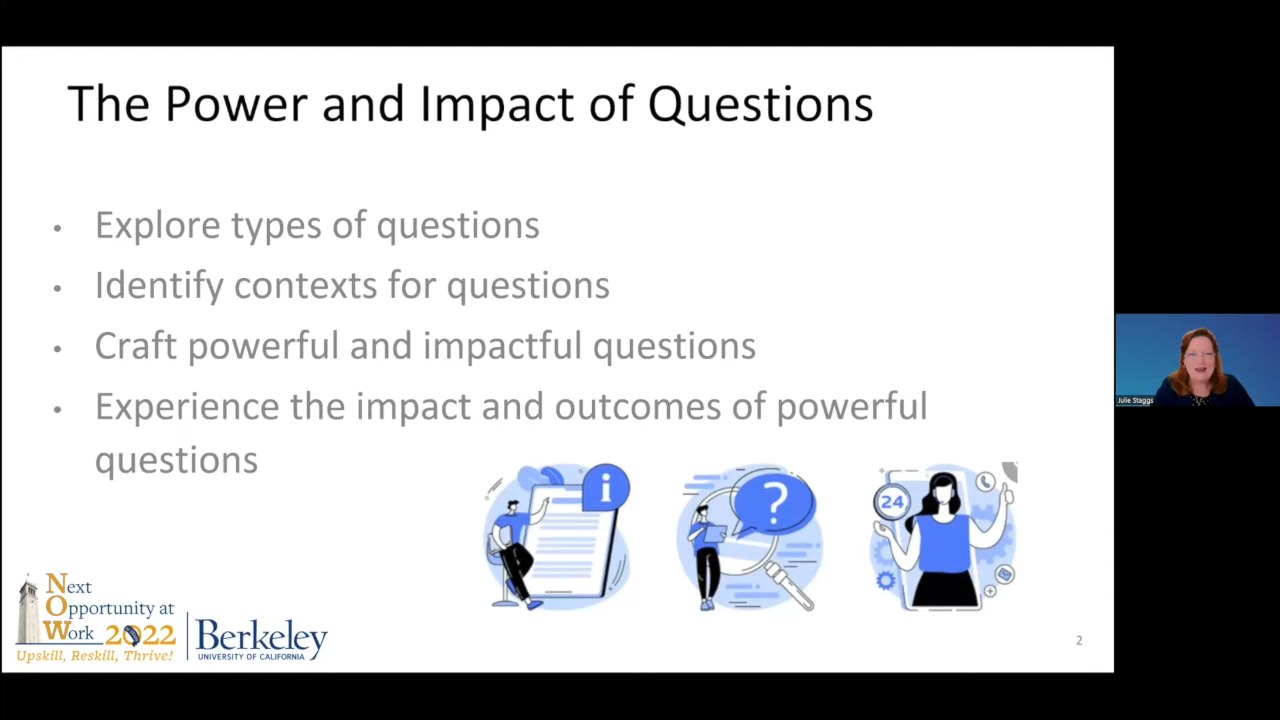 The Power and Impact of Questions
• Explore types of questions
• Identify contexts for questions
• Craft powerful and impactful questions
• Experience the impact and outcomes of powerful
questions
i
?
24
Next
Opportunity at
Work 2022
Upskill, Reskill, Thrive!
Berkeley
UNIVERSITY OF CALIFORNIA
2
Julie Staggs